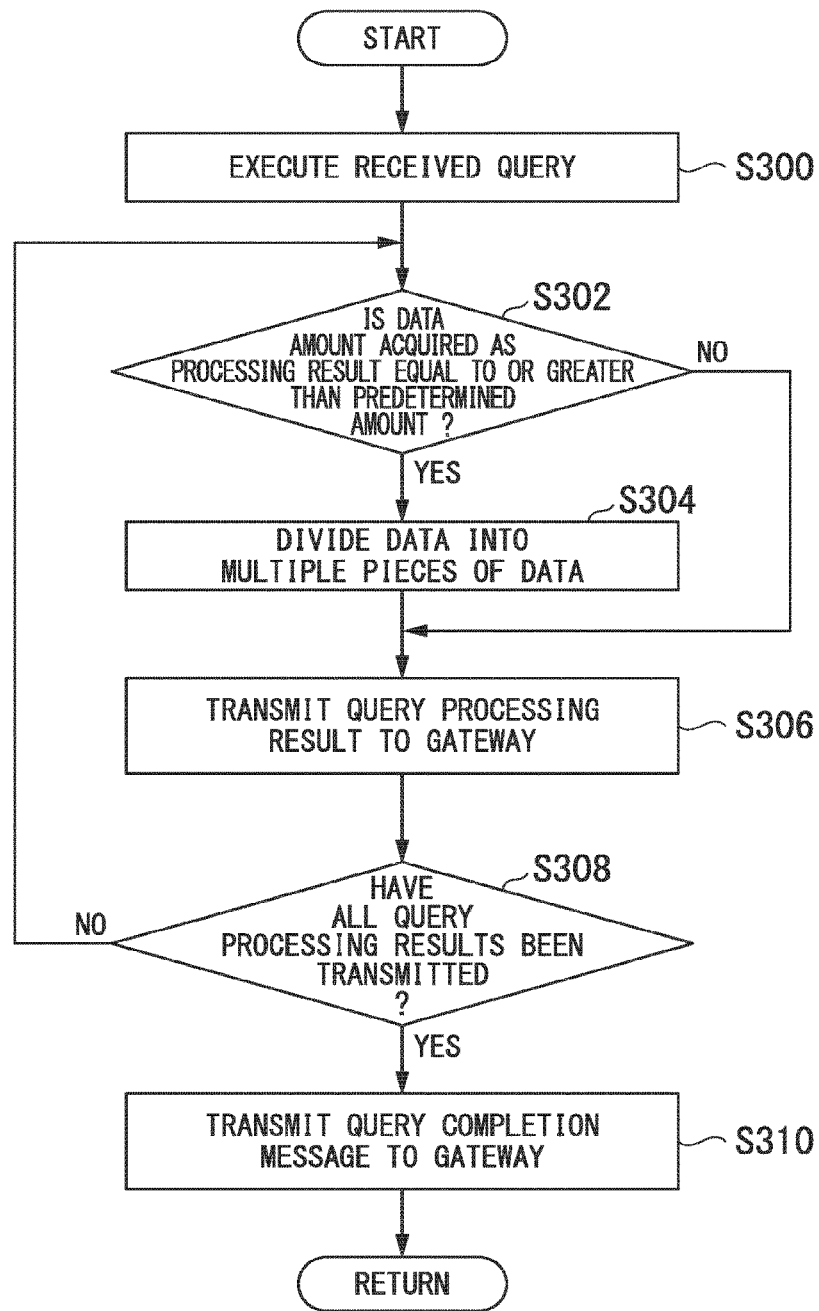 START
EXECUTE RECEIVED QUERY
S300
S302
IS DATA
AMOUNT ACQUIRED AS
PROCESSING RESULT EQUAL TO OR GREATER
THAN PREDETERMINED
AMOUNT ?
NO
YES
S304
DIVIDE DATA INTO
MULTIPLE PIECES OF DATA
TRANSMIT QUERY PROCESSING
RESULT TO GATEWAY
S306
S308
HAVE
ALL QUERY
PROCESSING RESULTS BEEN
TRANSMITTED
?
NO
YES
TRANSMIT QUERY COMPLETION
MESSAGE TO GATEWAY
S310
RETURN